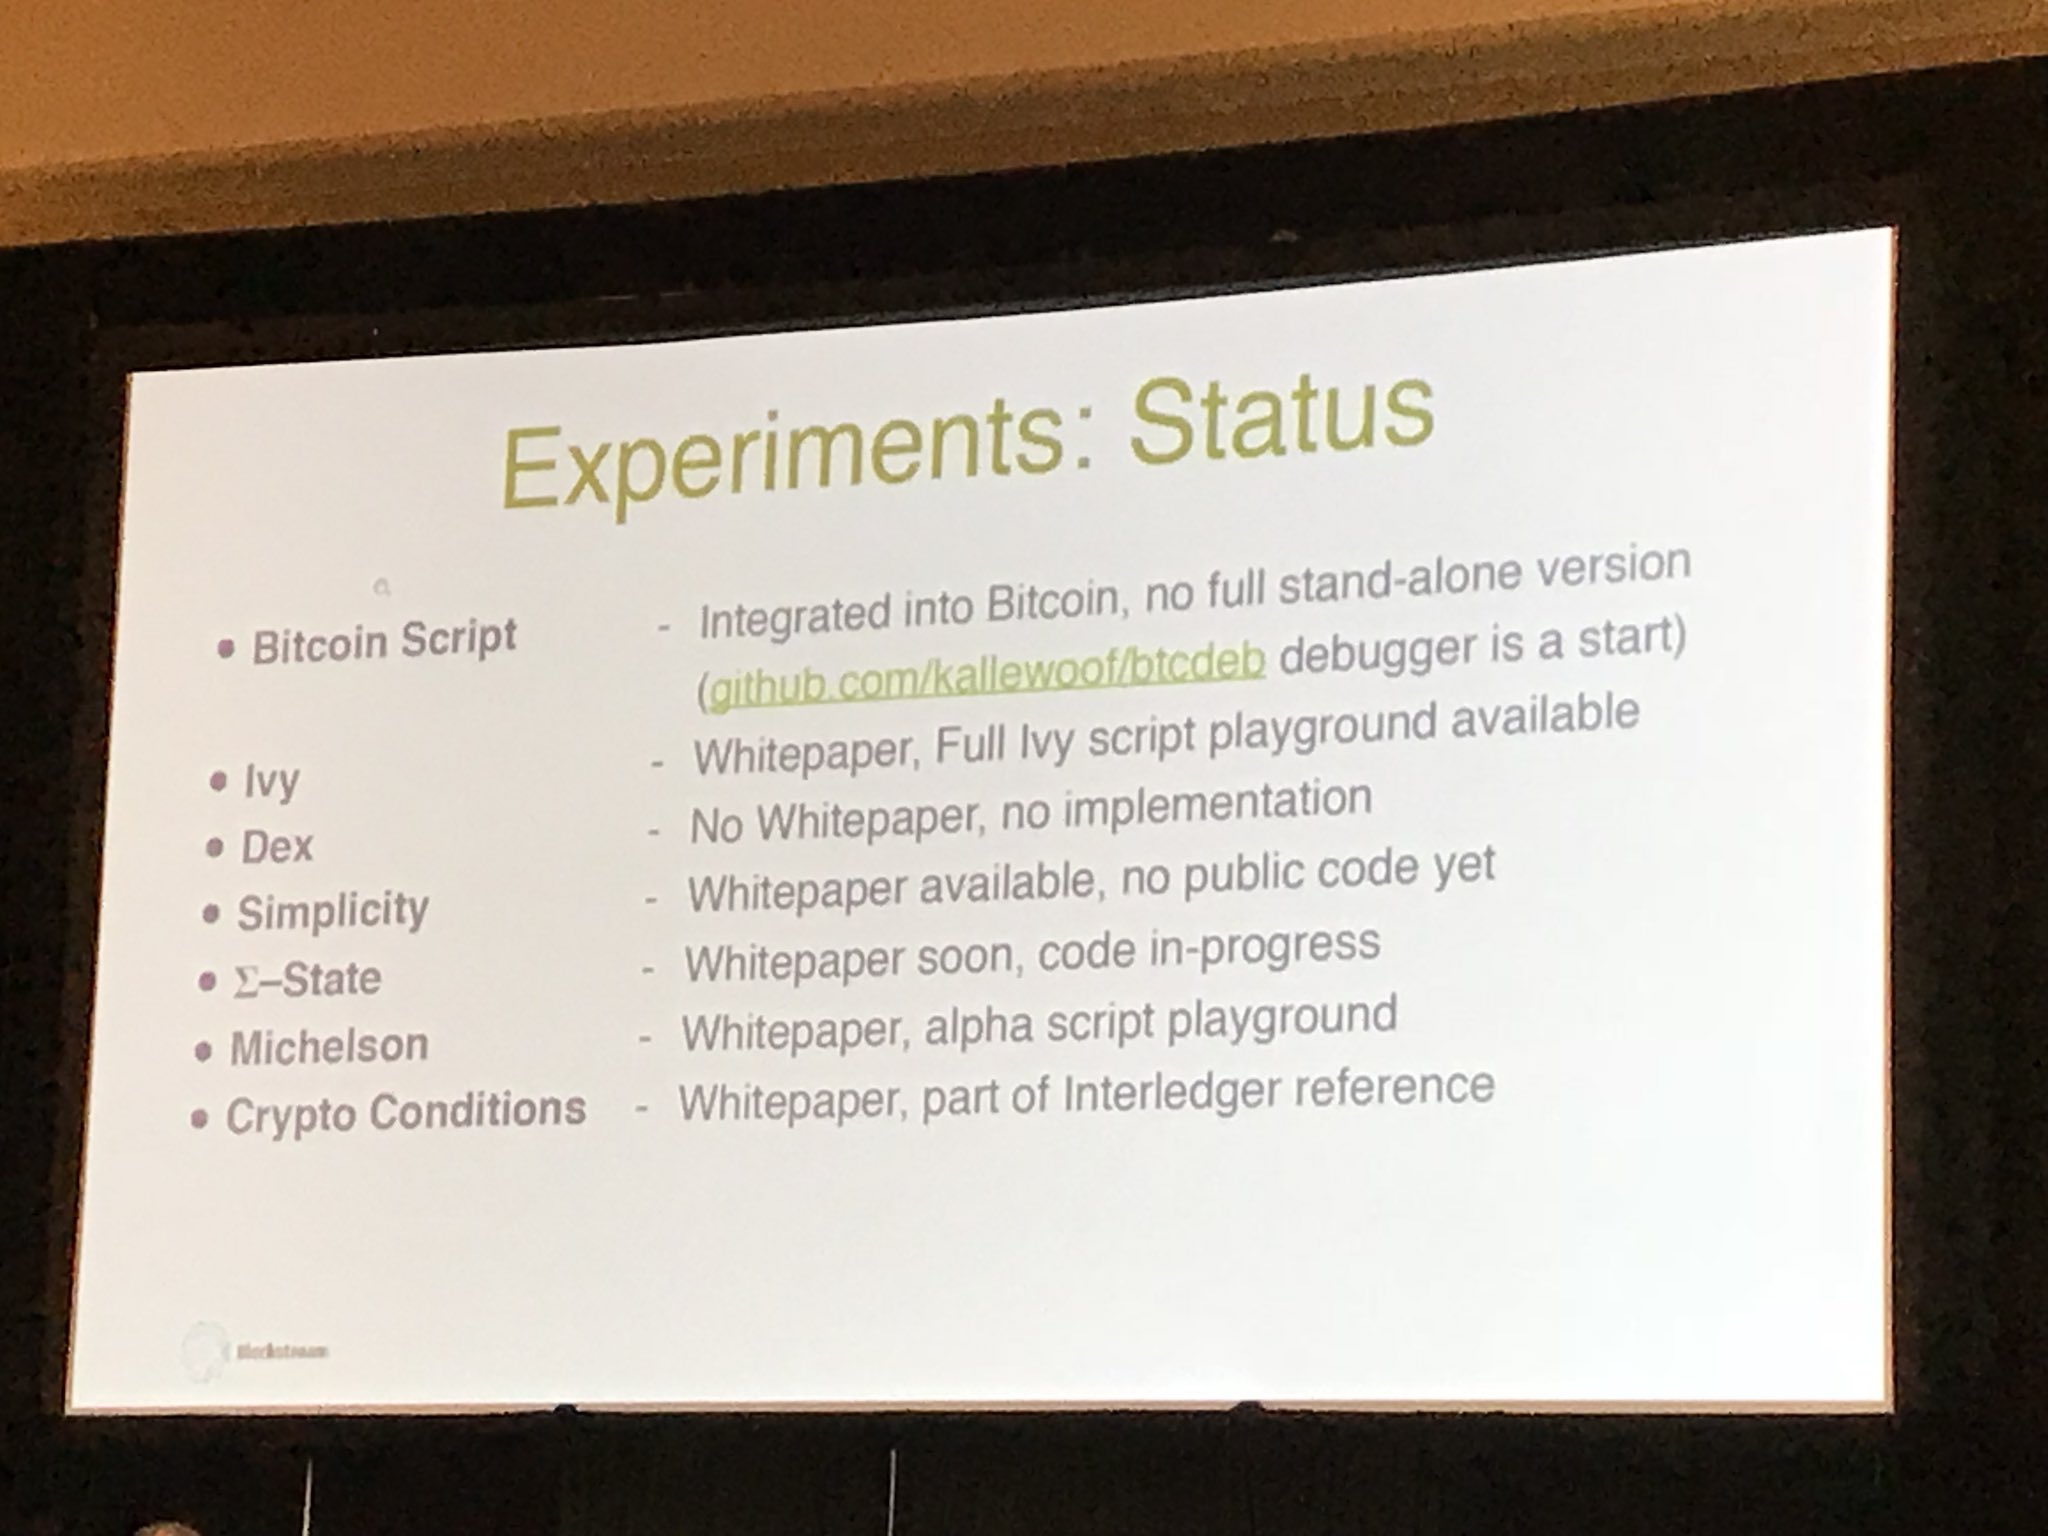 Experiments: Status
• Bitcoin Script - Integrated into Bitcoin, no full stand-alone version
(github.com/kallewoof/btcdeb debugger is a start)
• Ivy - Whitepaper, Full Ivy script playground available
• Dex - No Whitepaper, no implementation
• Simplicity - Whitepaper available, no public code yet
• Σ–State - Whitepaper soon, code in-progress
• Michelson - Whitepaper, alpha script playground
• Crypto Conditions - Whitepaper, part of Interledger reference
Blockstream